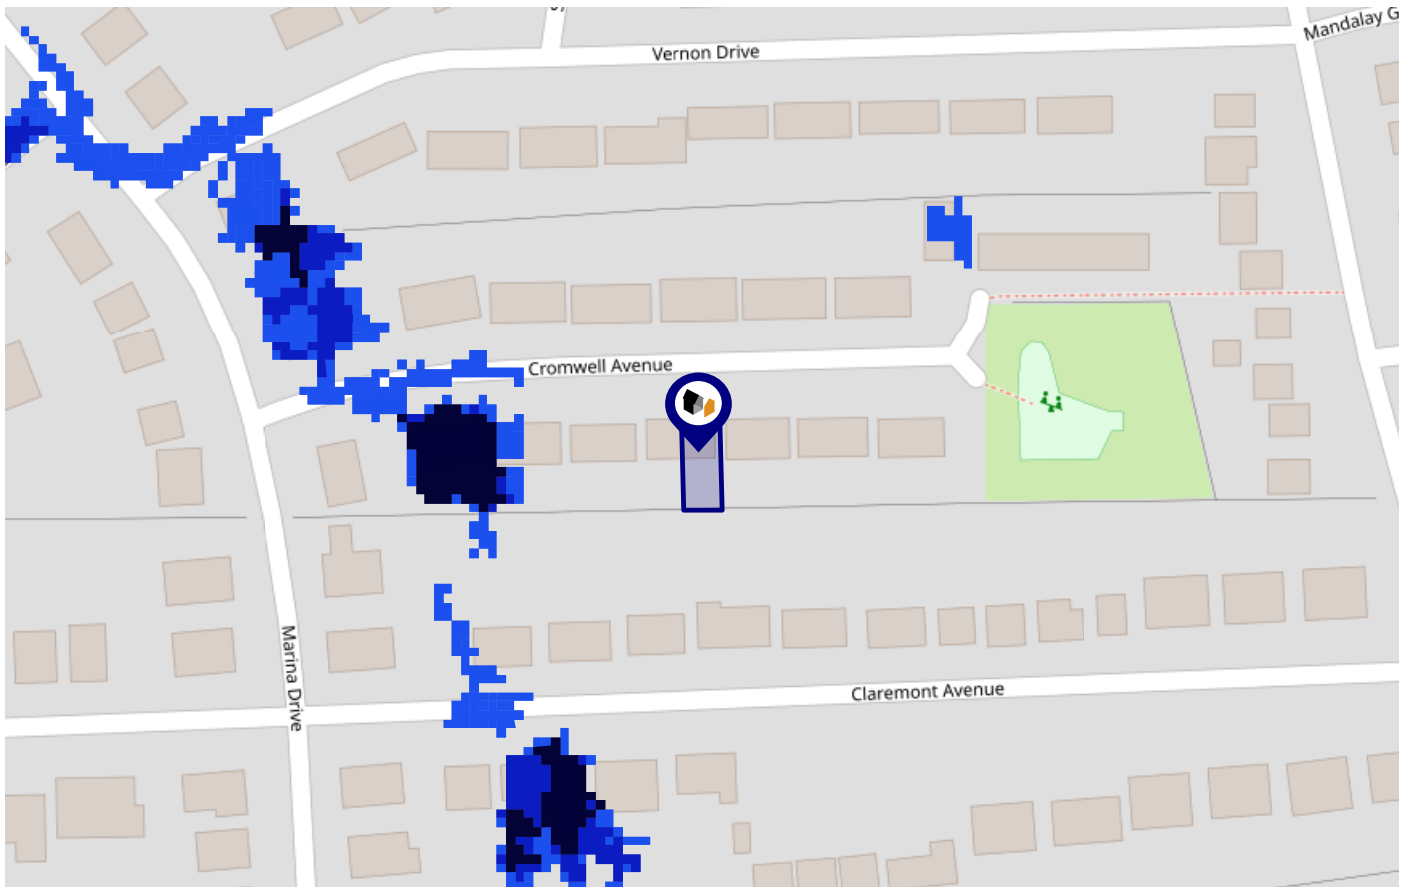 Vernon Drive
Mandalay G
Cromwell Avenue
Marina Drive
Claremont Avenue